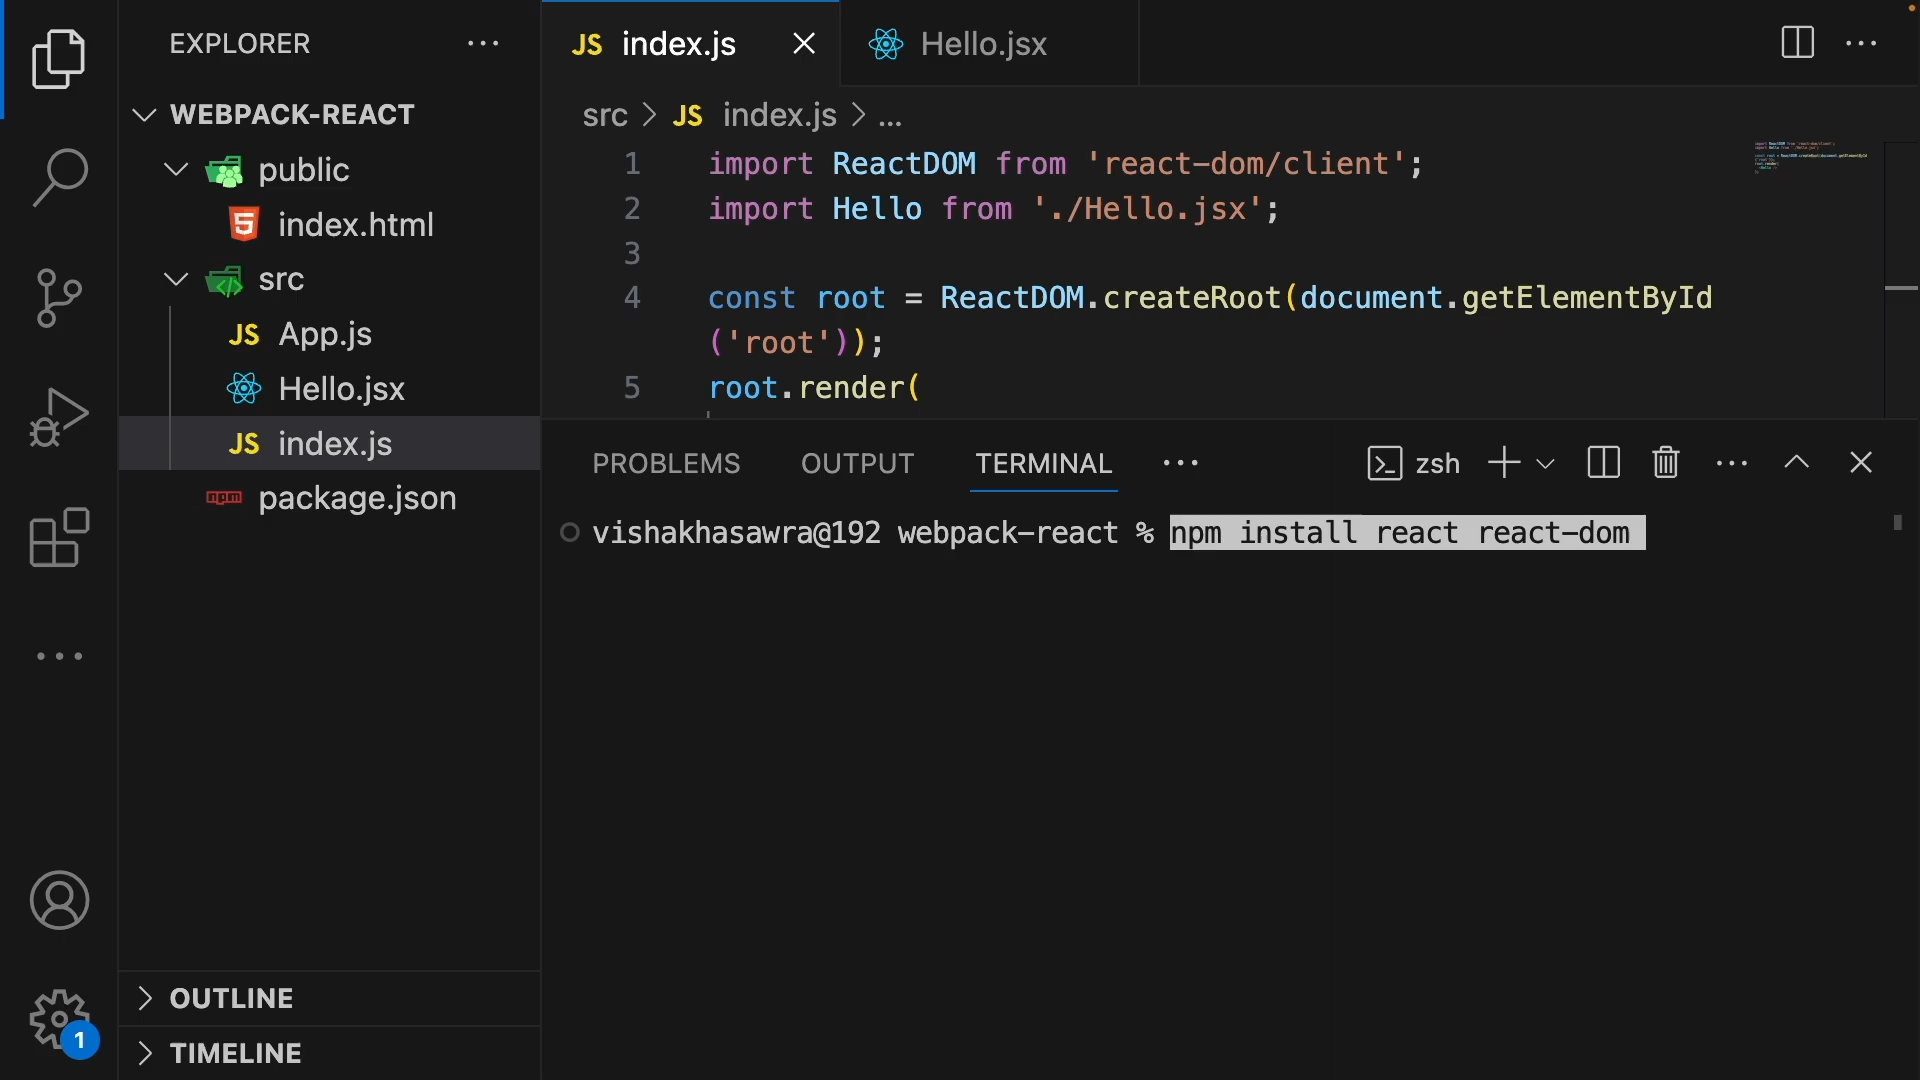 EXPLORER
WEBPACK-REACT
public
index.html
src
JS App.js
Hello.jsx
JS index.js
npm package.json
OUTLINE
TIMELINE
1
JS index.js
Hello.jsx
src > JS index.js > ...
1 import ReactDOM from 'react-dom/client';
2 import Hello from './Hello.jsx';
3
4 const root = ReactDOM.createRoot(document.getElementById
('root'));
5 root.render(
PROBLEMS OUTPUT TERMINAL
zsh
vishakhasawra@192 webpack-react % npm install react react-dom